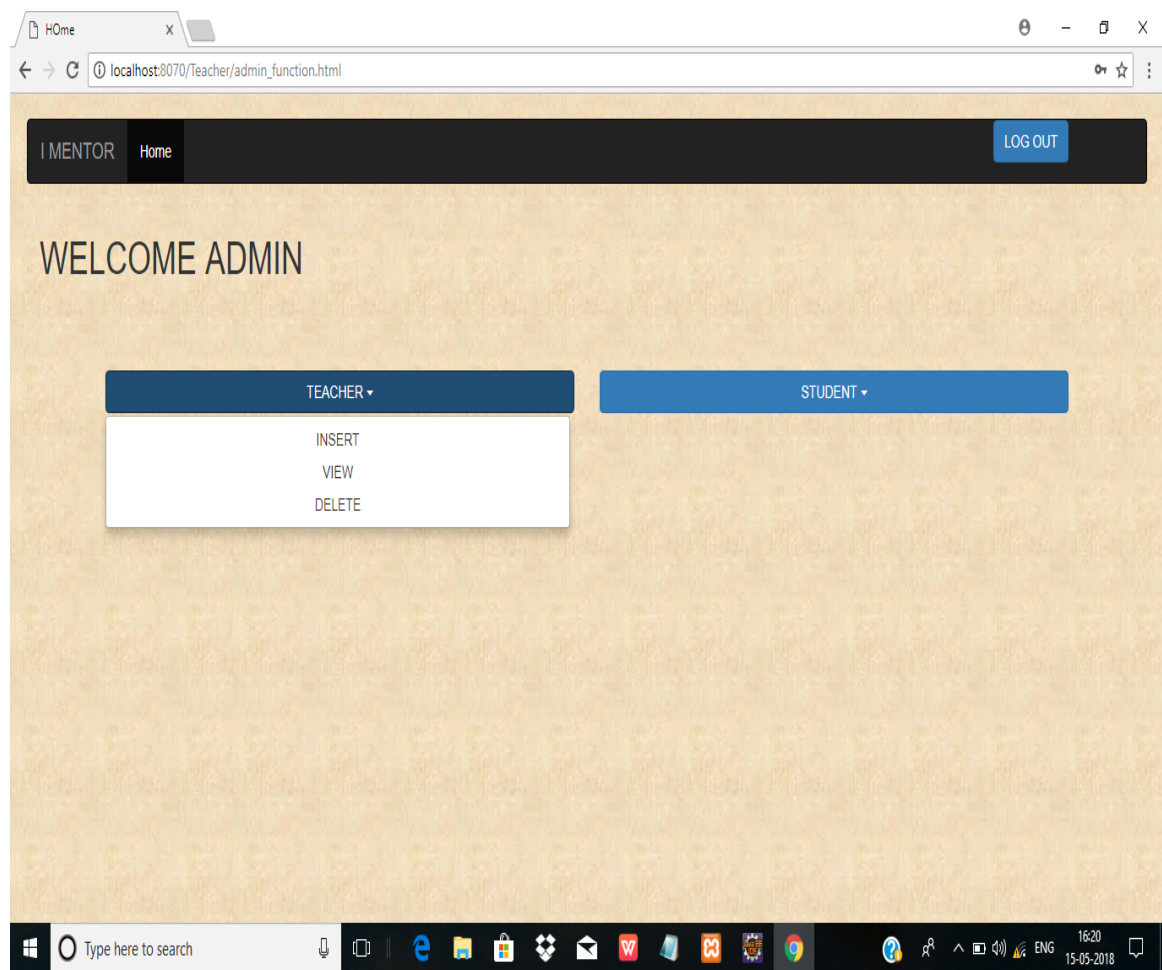 HOme
localhost:8070/Teacher/admin_function.html
I MENTOR Home LOG OUT
WELCOME ADMIN
TEACHER STUDENT
INSERT
VIEW
DELETE
Type here to search ENG 16:20
15-05-2018